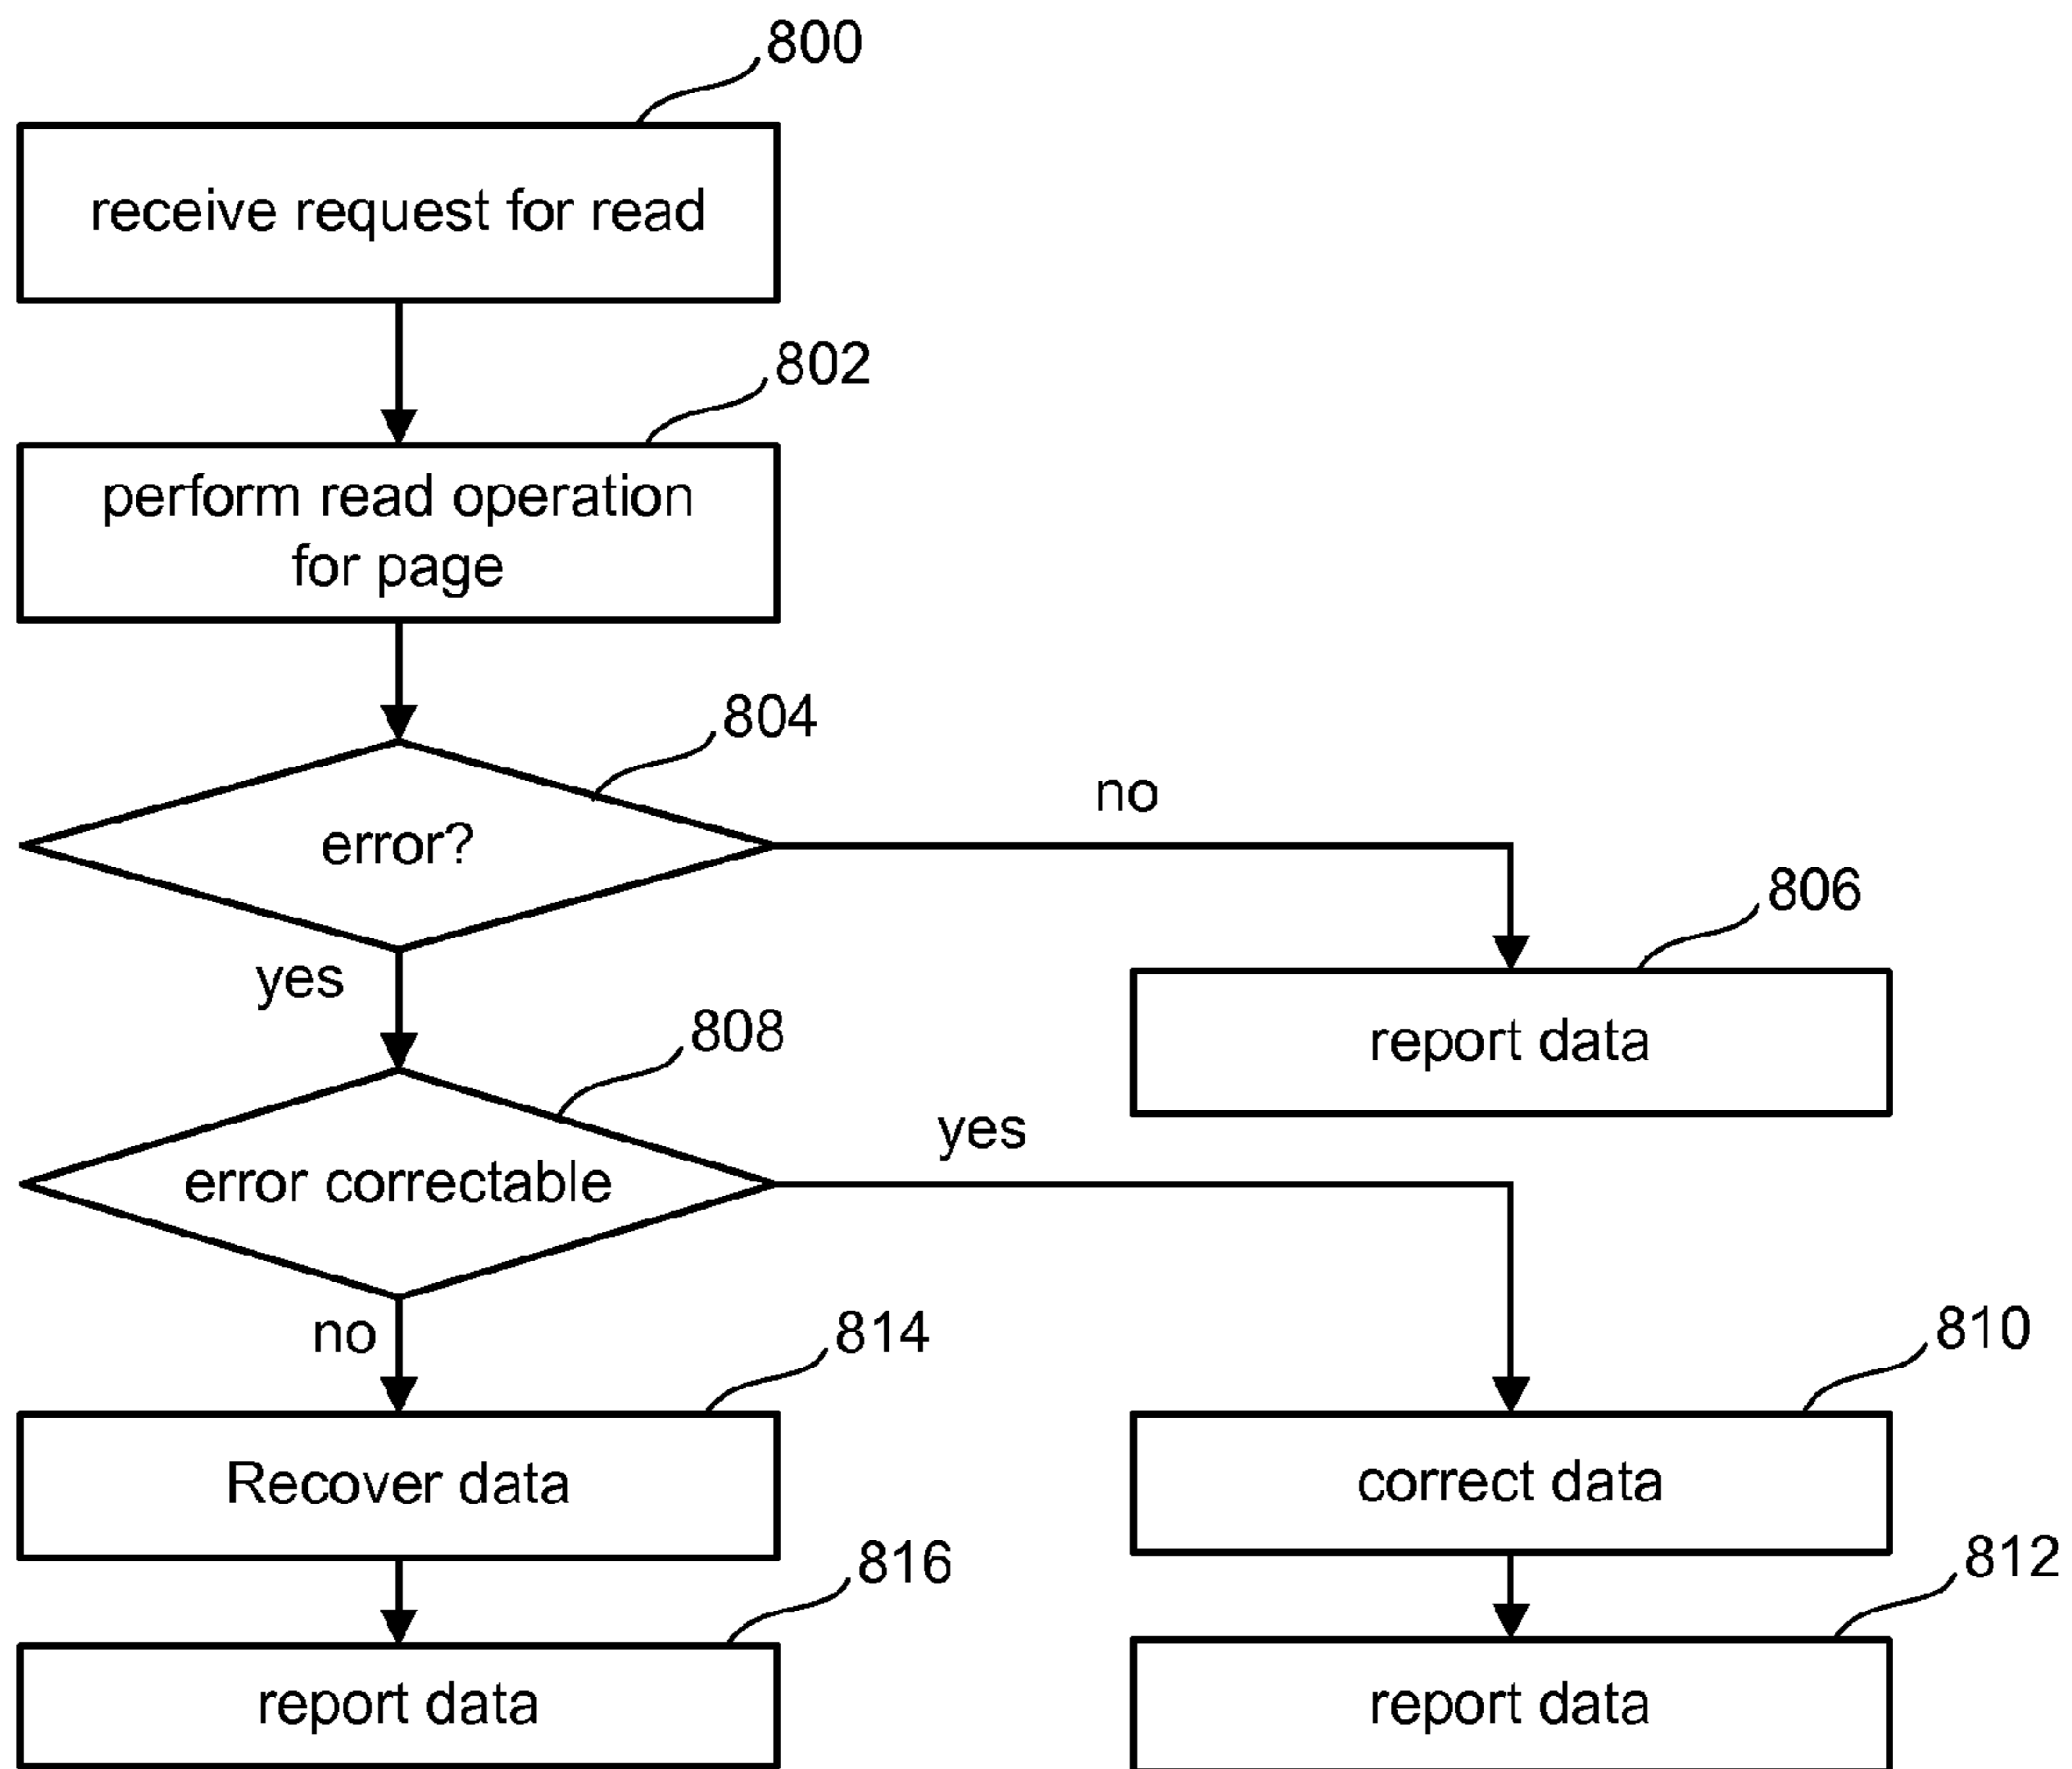 800
receive request for read
802
perform read operation
for page
804
error?
no
806
report data
yes
808
error correctable
yes
no
814
Recover data
810
correct data
816
report data
812
report data